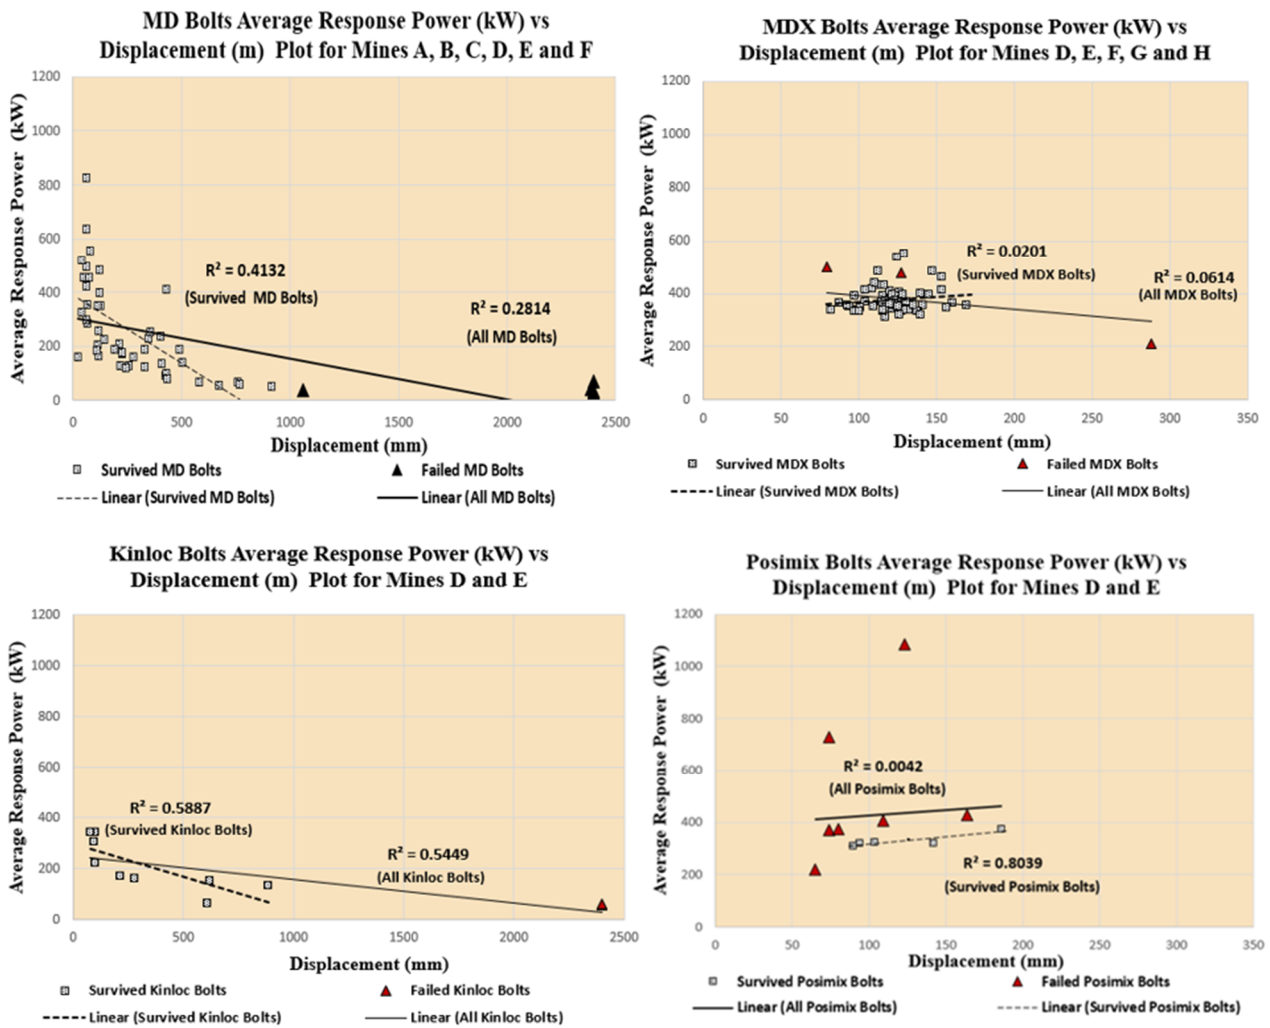 MD Bolts Average Response Power (kW) vs
Displacement (m) Plot for Mines A, B, C, D, E and F
Average Response Power (kW)
1200
1000
800
600
400
200
0
R² = 0.4132
(Survived MD Bolts)
R² = 0.2814
(All MD Bolts)
0 500 1000 1500 2000 2500
Displacement (mm)
Survived MD Bolts Failed MD Bolts
Linear (Survived MD Bolts) Linear (All MD Bolts)
MDX Bolts Average Response Power (kW) vs
Displacement (m) Plot for Mines D, E, F, G and H
Average Response Power (kW)
1200
1000
800
600
400
200
0
R² = 0.0201
(Survived MDX Bolts)
R² = 0.0614
(All MDX Bolts)
0 50 100 150 200 250 300 350
Displacement (mm)
Survived MDX Bolts Failed MDX Bolts
Linear (Survived MDX Bolts) Linear (All MDX Bolts)
Kinloc Bolts Average Response Power (kW) vs
Displacement (m) Plot for Mines D and E
Average Response Power (kW)
1200
1000
800
600
400
200
0
R² = 0.5887
(Survived Kinloc Bolts)
R² = 0.5449
(All Kinloc Bolts)
0 500 1000 1500 2000 2500
Displacement (mm)
Survived Kinloc Bolts Failed Kinloc Bolts
Linear (Survived Kinloc Bolts) Linear (All Kinloc Bolts)
Posimix Bolts Average Response Power (kW) vs
Displacement (m) Plot for Mines D and E
Average Response Power (kW)
1200
1000
800
600
400
200
0
R² = 0.0042
(All Posimix Bolts)
R² = 0.8039
(Survived Posimix Bolts)
0 50 100 150 200 250 300 350
Displacement (mm)
Survived Posimix Bolts Failed Posimix Bolts
Linear (All Posimix Bolts) Linear (Survived Posimix Bolts)